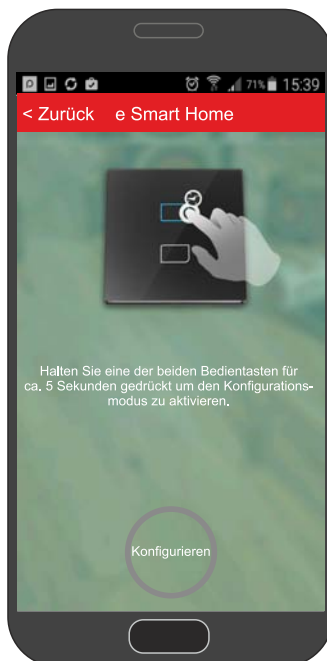 71% 15:39
< Zurück e Smart Home
Halten Sie eine der beiden Bedientasten für
ca. 5 Sekunden gedrückt um den Konfigurations-
modus zu aktivieren.
Konfigurieren